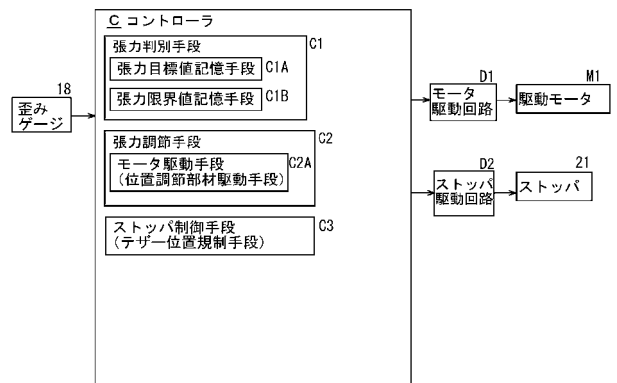 C コントローラ
張力判別手段
C1
張力目標値記憶手段
C1A
張力限界値記憶手段
C1B
18
歪み
ゲージ
張力調節手段
C2
モータ駆動手段
(位置調節部材駆動手段)
C2A
ストッパ制御手段
(テザー位置規制手段)
C3
D1
モータ
駆動回路
M1
駆動モータ
D2
ストッパ
駆動回路
21
ストッパ